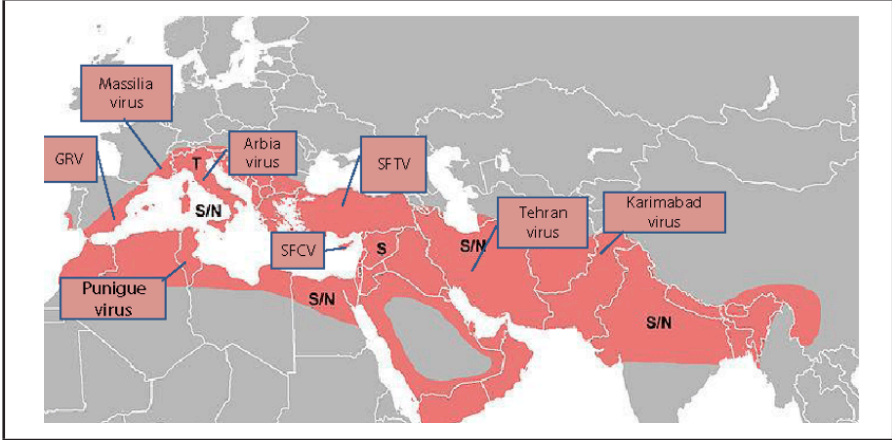 Massilia
virus
GRV
T
Arbia
virus
SFTV
S/N
SFCV
S
S/N
Tehran
virus
Karimabad
virus
Punigue
virus
S/N
S/N